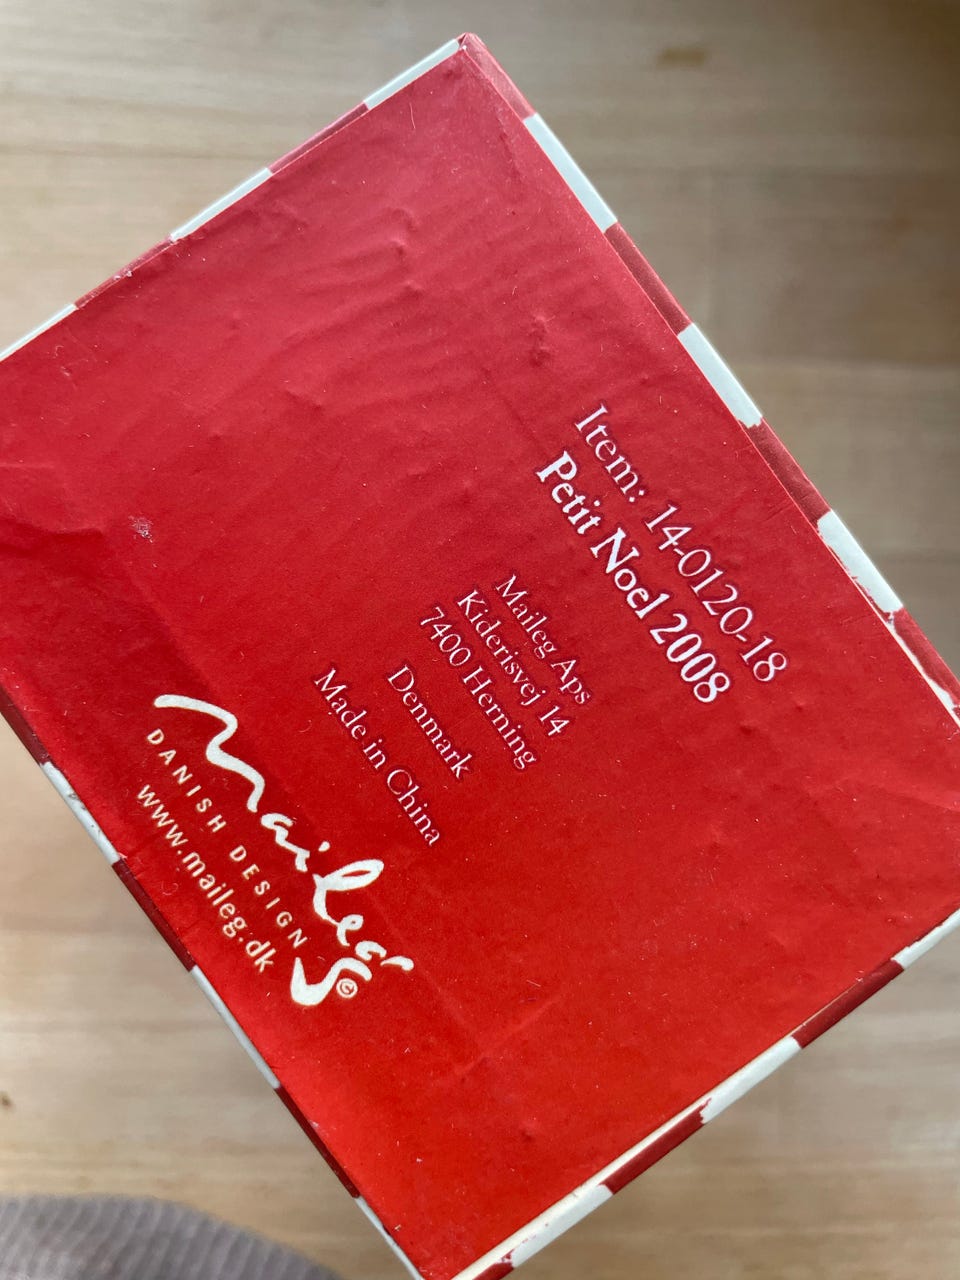 Item: 14-0120-18
Petit Noel 2008
Maileg Aps
Kiderisvej 14
7400 Herning
Denmark
Made in China
Maileg ©
DANISH DESIGN
www.maileg.dk